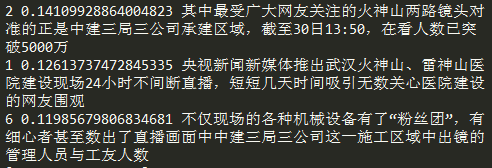 2 0.14109928864004823 其中最受广大网友关注的火神山两路镜头对
准的正是中建三局三公司承建区域，截至30日13:50，在看人数已突
破5000万
1 0.12613737472845335 央视新闻新媒体推出武汉火神山、雷神山医
院建设现场24小时不间断直播，短短几天时间吸引无数关心医院建设
的网友围观
6 0.11985679806834681 不仅现场的各种机械设备有了“粉丝团”，有
细心者甚至数出了直播画面中中建三局三公司这一施工区域中出镜的
管理人员与工友人数